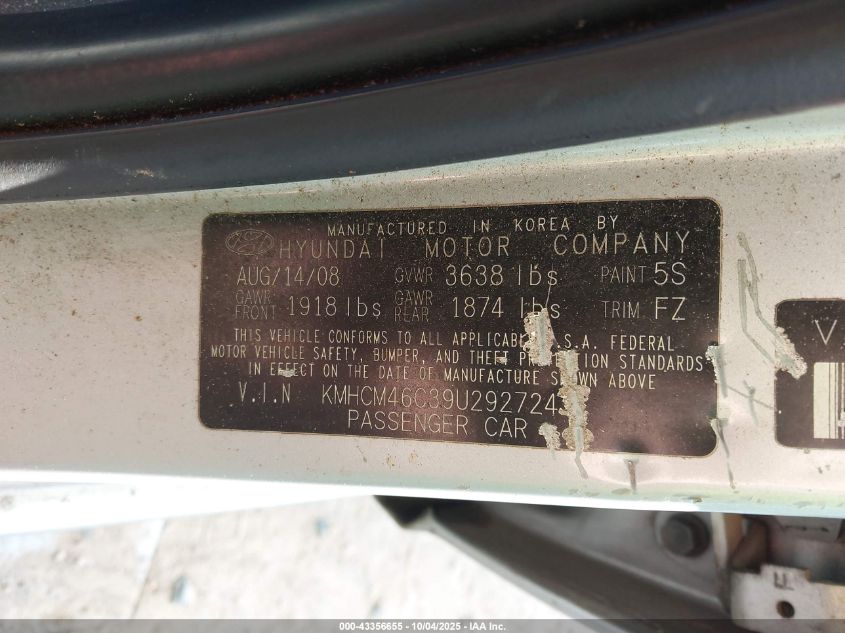 MANUFACTURED IN KOREA BY
HYUNDAI MOTOR COMPANY
AUG/14/08 GVWR 3638 lbs PAINT 5S
GAWR FRONT 1918 lbs GAWR REAR 1874 lbs TRIM FZ
THIS VEHICLE CONFORMS TO ALL APPLICABL .S.A. FEDERAL
MOTOR VEHICLE SAFETY, BUMPER, AND THEFT STANDARDS
IN EFFECT ON THE DATE OF MANUFACTURE SHOWN ABOVE
V.I.N KMHCM46C39U292724
PASSENGER CAR
V
000-43356655 - 10/04/2025 - IAA Inc.